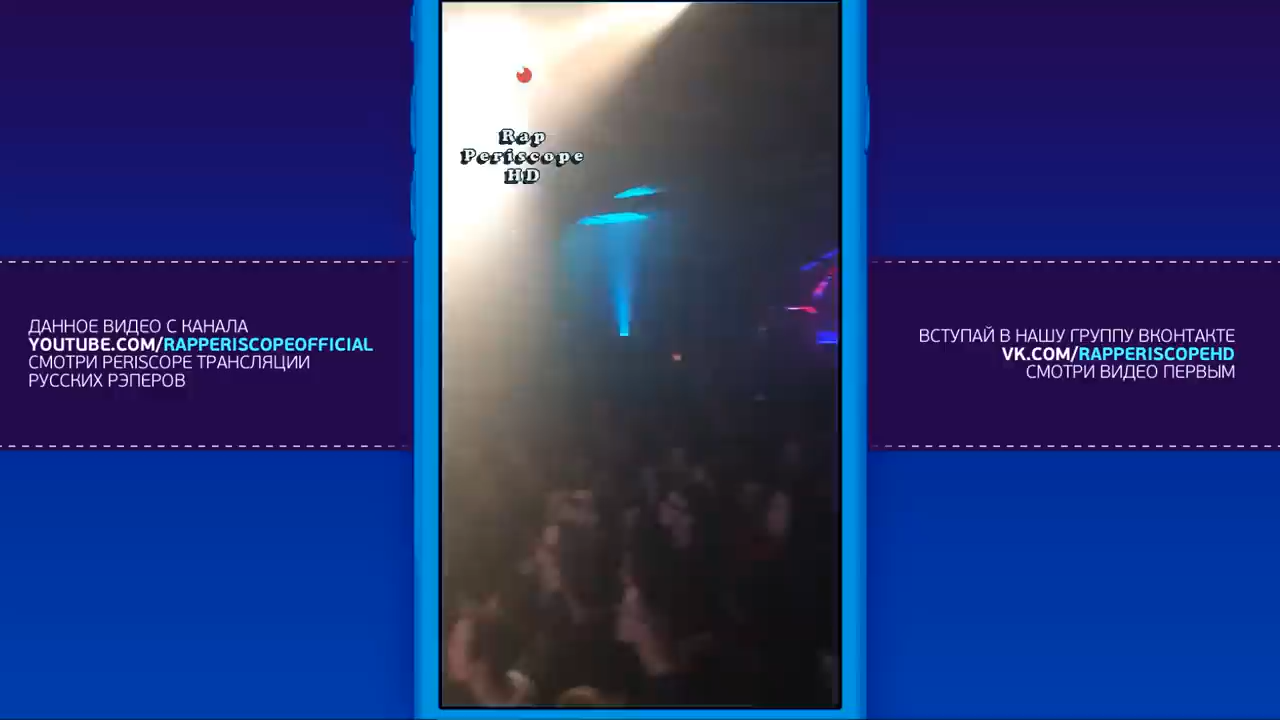 Rap
Periscope
HD
ДАННОЕ ВИДЕО С КАНАЛА
YOUTUBE.COM/RAPPERISCOPEOFFICIAL
СМОТРИ PERISCOPE ТРАНСЛЯЦИИ
РУССКИХ РЭПЕРОВ
ВСТУПАЙ В НАШУ ГРУППУ ВКОНТАКТЕ
VK.COM/RAPPERISCOPEHD
СМОТРИ ВИДЕО ПЕРВЫМ